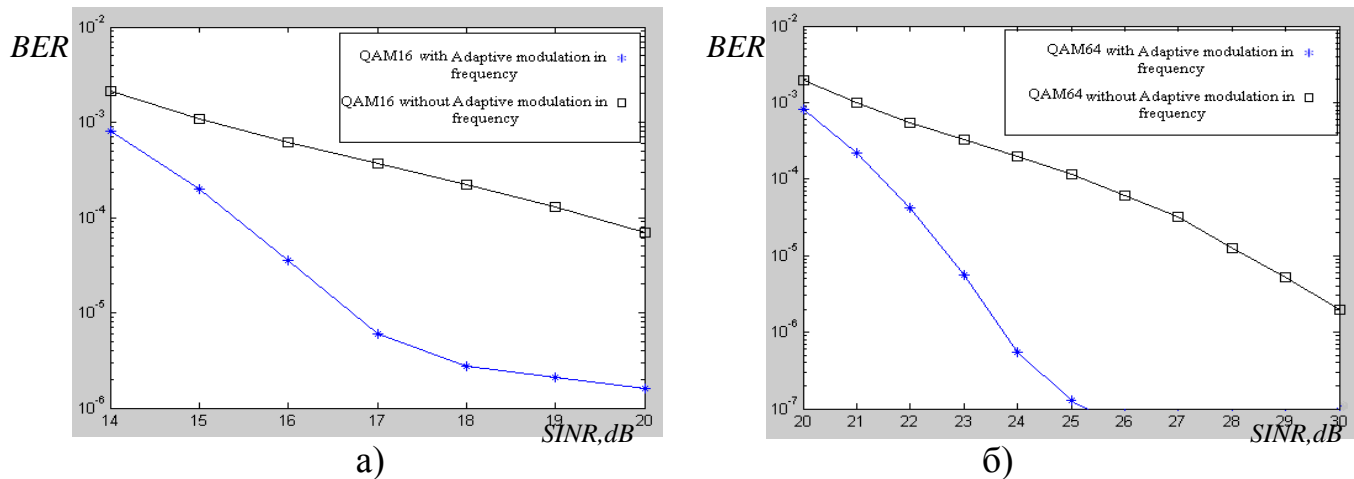 BER
10-2
10-3
10-4
10-5
10-6
QAM16 with Adaptive modulation in
frequency
QAM16 without Adaptive modulation in
frequency
14 15 16 17 18 19 20
SINR,dB
а)
BER
10-2
10-3
10-4
10-5
10-6
10-7
QAM64 with Adaptive modulation in
frequency
QAM64 without Adaptive modulation in
frequency
20 21 22 23 24 25 26 27 28 29 30
SINR,dB
б)